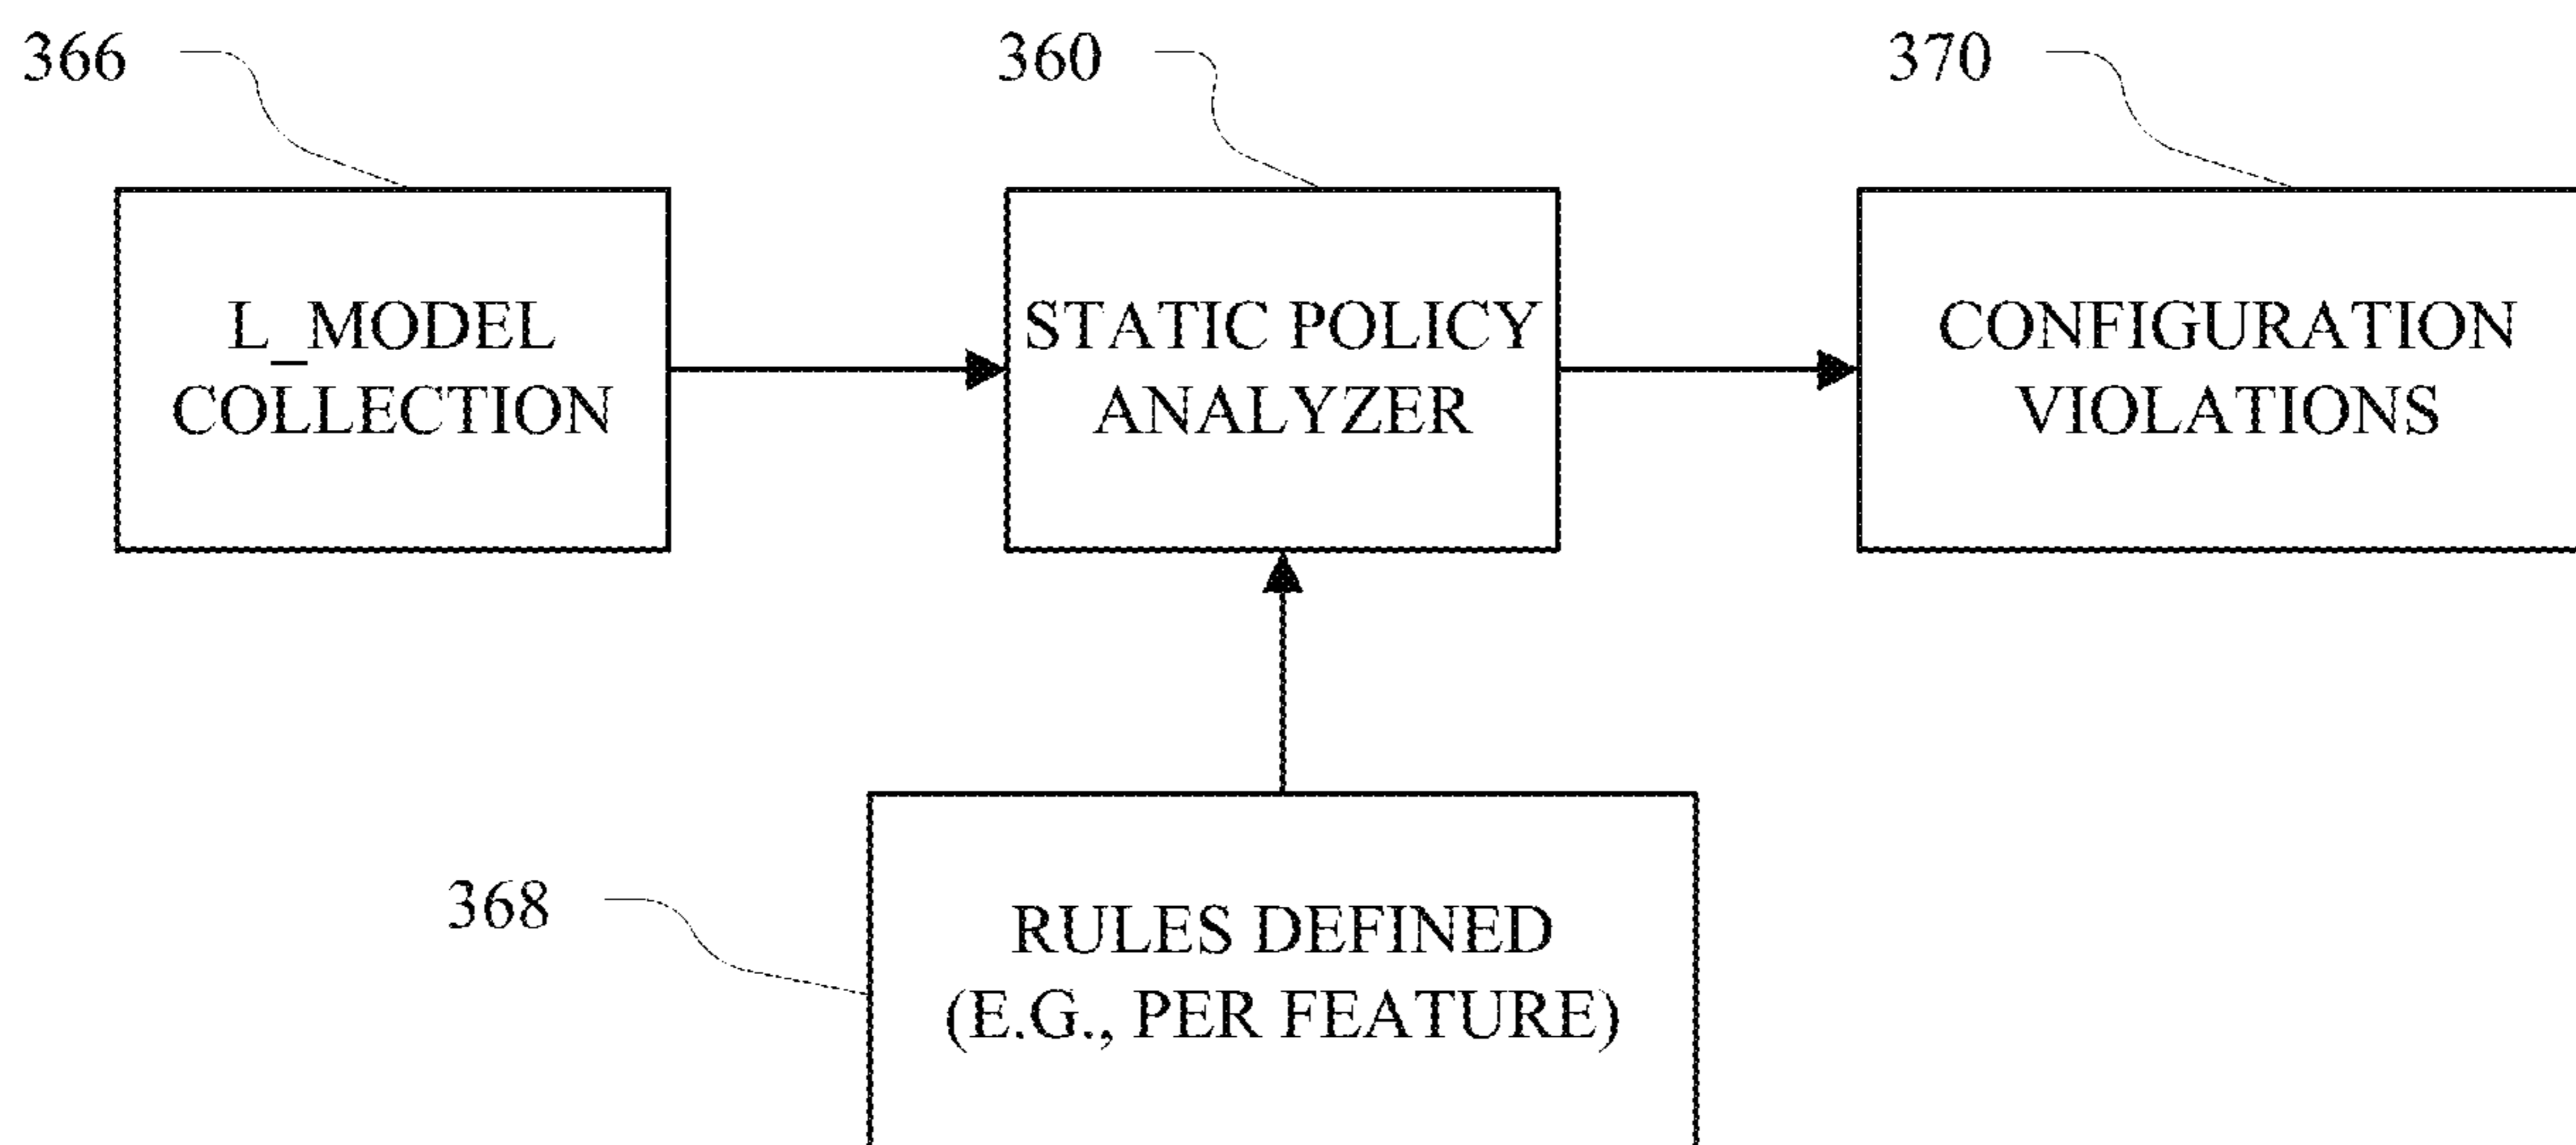 366
360
370
L_MODEL
COLLECTION
STATIC POLICY
ANALYZER
CONFIGURATION
VIOLATIONS
368
RULES DEFINED
(E.G., PER FEATURE)